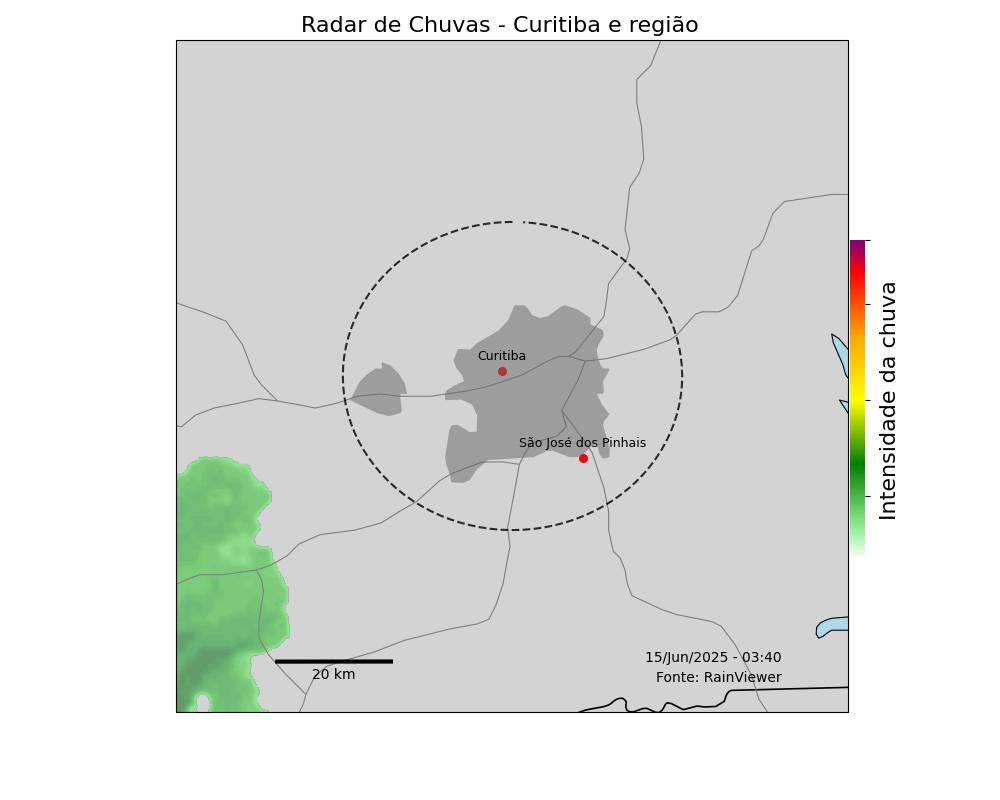 Radar de Chuvas - Curitiba e região
Curitiba
São José dos Pinhais
Intensidade da chuva
15/Jun/2025 - 03:40
20 km
Fonte: RainViewer